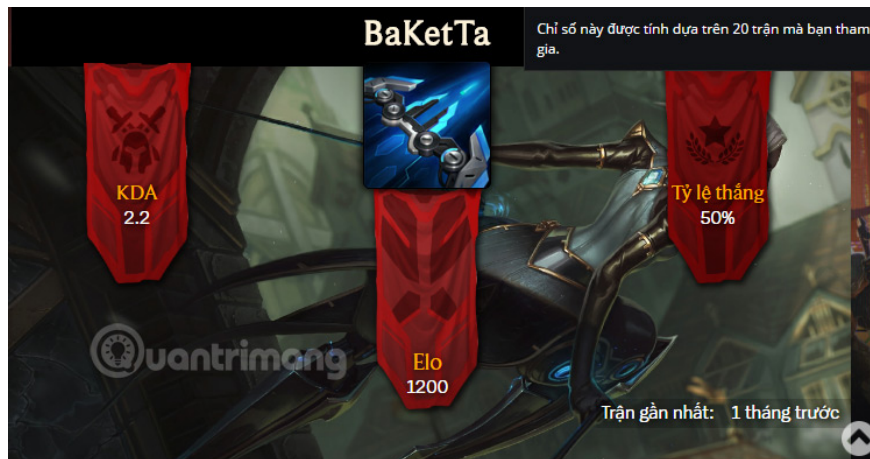 BaKetTa
Chỉ số này được tính dựa trên 20 trận mà bạn tham
gia.
KDA
2.2
Tỷ lệ thắng
50%
Elo
1200
Quantrimang
Trận gần nhất: 1 tháng trước